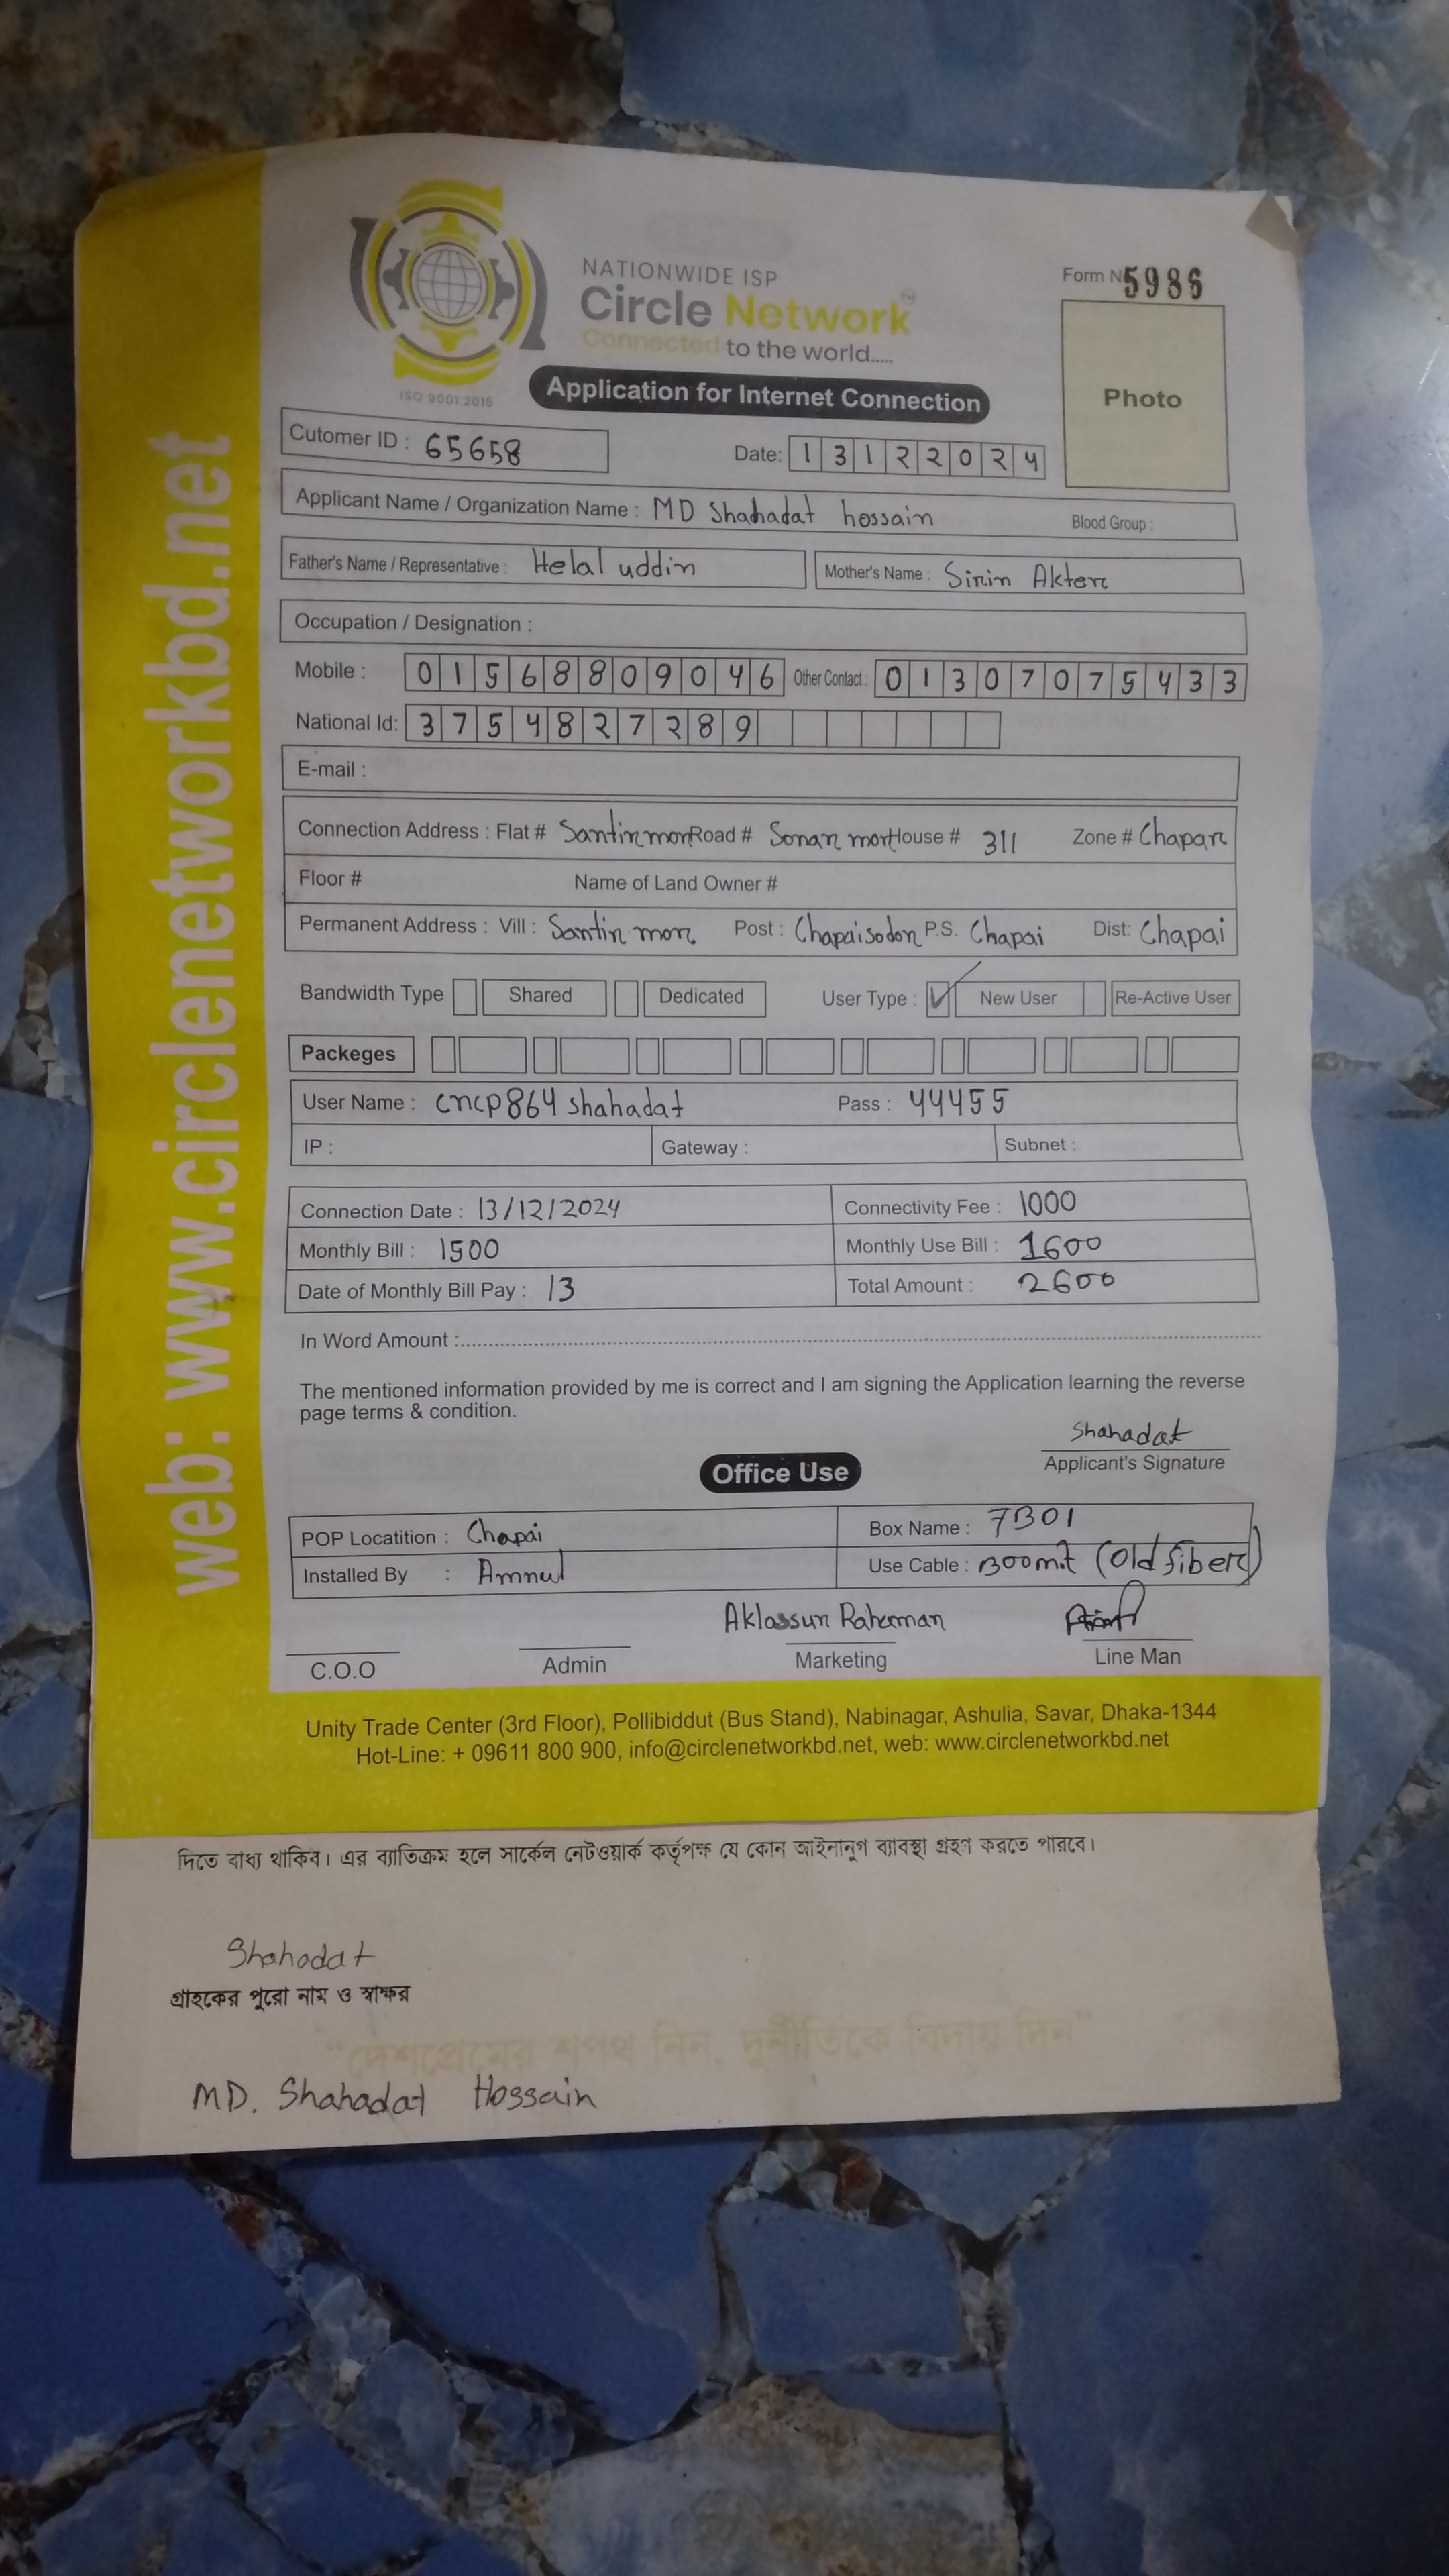 web: www.circlenetworkbd.net
NATIONWIDE ISP
Circle Network™
Connected to the world.....
ISO 9001:2015
Form N 5986
Photo
Application for Internet Connection
Cutomer ID : 65658 Date: 13122024
Applicant Name / Organization Name : MD Shahadat hossain Blood Group :
Father's Name / Representative : Helal uddin Mother's Name : Sirin Akter
Occupation / Designation :
Mobile : 01568809046 Other Contact : 01307075433
National Id: 3754827289
E-mail :
Connection Address : Flat # Santir mor Road # Sonar mor House # 311 Zone # Chapar
Floor # Name of Land Owner #
Permanent Address : Vill : Santir mor Post : Chapaisodor P.S. Chapai Dist: Chapai
Bandwidth Type Shared Dedicated User Type : ✓ New User Re-Active User
Packeges
User Name : cncp864 shahadat Pass : 44455
IP : Gateway : Subnet :
Connection Date : 13/12/2024 Connectivity Fee : 1000
Monthly Bill : 1500 Monthly Use Bill : 1600
Date of Monthly Bill Pay : 13 Total Amount : 2600
In Word Amount :
The mentioned information provided by me is correct and I am signing the Application learning the reverse
page terms & condition.
Shahadat
Applicant's Signature
Office Use
POP Locatition : Chapai Box Name : 7B01
Installed By : Use Cable : 300mt (Old fiber)
Rahman
C.O.O Admin Marketing Line Man
Unity Trade Center (3rd Floor), Pollibiddut (Bus Stand), Nabinagar, Ashulia, Savar, Dhaka-1344
Hot-Line: + 09611 800 900, info@circlenetworkbd.net, web: www.circlenetworkbd.net
দিতে বাধ্য থাকিব। এর ব্যাতিক্রম হলে সার্কেল নেটওয়ার্ক কর্তৃপক্ষ যে কোন আইনানুগ ব্যাবস্থা গ্রহণ করতে পারবে।
Shahadat
গ্রাহকের পুরো নাম ও স্বাক্ষর
"দেশপ্রেমের শপথ নিন, দুর্নীতিকে বিদায় দিন"
MD. Shahadat Hossain